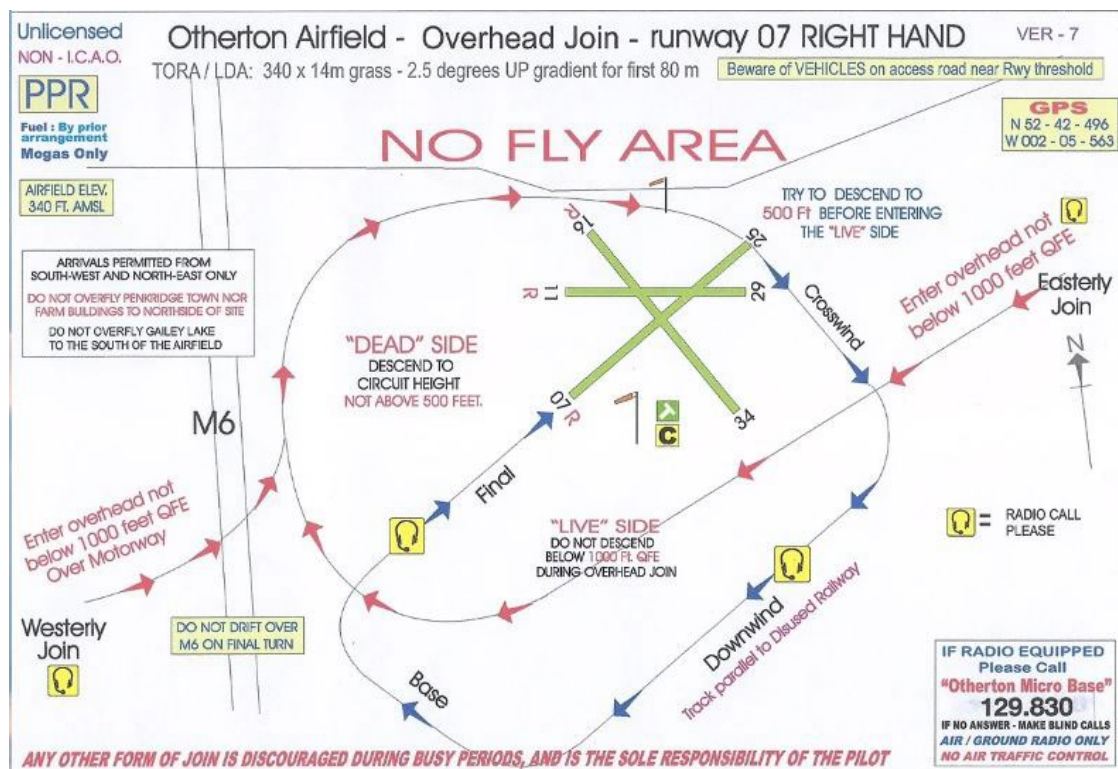 Unlicensed
NON - I.C.A.O.
Otherton Airfield - Overhead Join - runway 07 RIGHT HAND
VER - 7
TORA / LDA: 340 x 14m grass - 2.5 degrees UP gradient for first 80 m
Beware of VEHICLES on access road near Rwy threshold
PPR
Fuel : By prior
arrangement
Mogas Only
AIRFIELD ELEV.
340 FT. AMSL
GPS
N 52 - 42 - 496
W 002 - 05 - 563
NO FLY AREA
TRY TO DESCEND TO
500 Ft BEFORE ENTERING
THE "LIVE" SIDE
ARRIVALS PERMITTED FROM
SOUTH-WEST AND NORTH-EAST ONLY
DO NOT OVERFLY PENKRIDGE TOWN NOR
FARM BUILDINGS TO NORTHSIDE OF SITE
DO NOT OVERFLY GAILEY LAKE
TO THE SOUTH OF THE AIRFIELD
R
16
25
R
11
29
Crosswind
Enter overhead not
below 1000 feet QFE
Easterly
Join
N
"DEAD" SIDE
DESCEND TO
CIRCUIT HEIGHT
NOT ABOVE 500 FEET.
07
R
34
T
C
M6
Final
Enter overhead not
below 1000 feet QFE
Over Motorway
"LIVE" SIDE
DO NOT DESCEND
BELOW 1000 Ft. QFE
DURING OVERHEAD JOIN
= RADIO CALL
PLEASE
Westerly
Join
DO NOT DRIFT OVER
M6 ON FINAL TURN
Base
Downwind
Track parallel to Disused Railway
IF RADIO EQUIPPED
Please Call
"Otherton Micro Base"
129.830
IF NO ANSWER - MAKE BLIND CALLS
AIR / GROUND RADIO ONLY
NO AIR TRAFFIC CONTROL
ANY OTHER FORM OF JOIN IS DISCOURAGED DURING BUSY PERIODS, AND IS THE SOLE RESPONSIBILITY OF THE PILOT